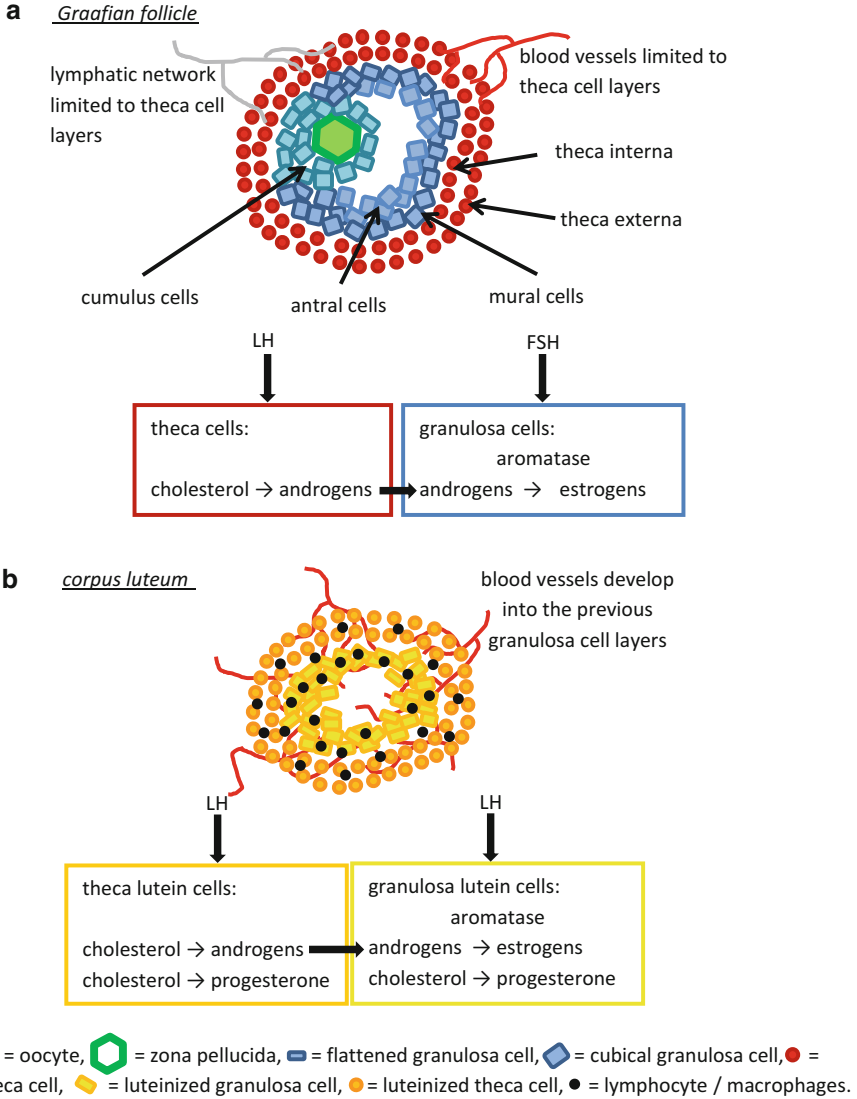 a Graafian follicle
lymphatic network
limited to theca cell
layers
blood vessels limited to
theca cell layers
theca interna
theca externa
cumulus cells
antral cells
mural cells
LH
FSH
theca cells:
cholesterol → androgens
granulosa cells:
aromatase
androgens → estrogens
b corpus luteum
blood vessels develop
into the previous
granulosa cell layers
LH
LH
theca lutein cells:
cholesterol → androgens
cholesterol → progesterone
granulosa lutein cells:
aromatase
androgens → estrogens
cholesterol → progesterone
= oocyte, = zona pellucida, = flattened granulosa cell, = cubical granulosa cell, =
cell, = luteinized granulosa cell, = luteinized theca cell, = lymphocyte / macrophages.